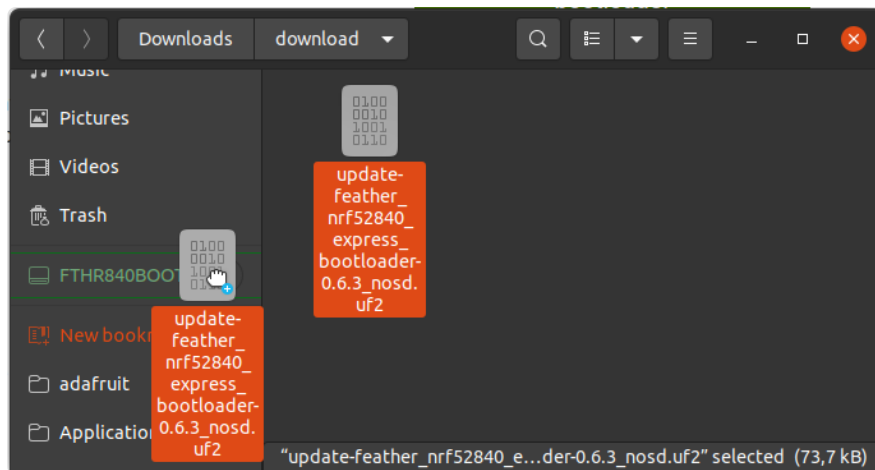 bootloader
Downloads
download
Music
Pictures
Videos
Trash
FTHR840BOOT
New bookm
adafruit
Application
0100
0010
1001
0110
update-
feather_
nrf52840_
express_
bootloader-
0.6.3_nosd.
uf2
0100
0010
update-
feather_
nrf52840_
express_
bootloader-
0.6.3_nosd.
uf2
“update-feather_nrf52840_e...der-0.6.3_nosd.uf2” selected (73,7 kB)